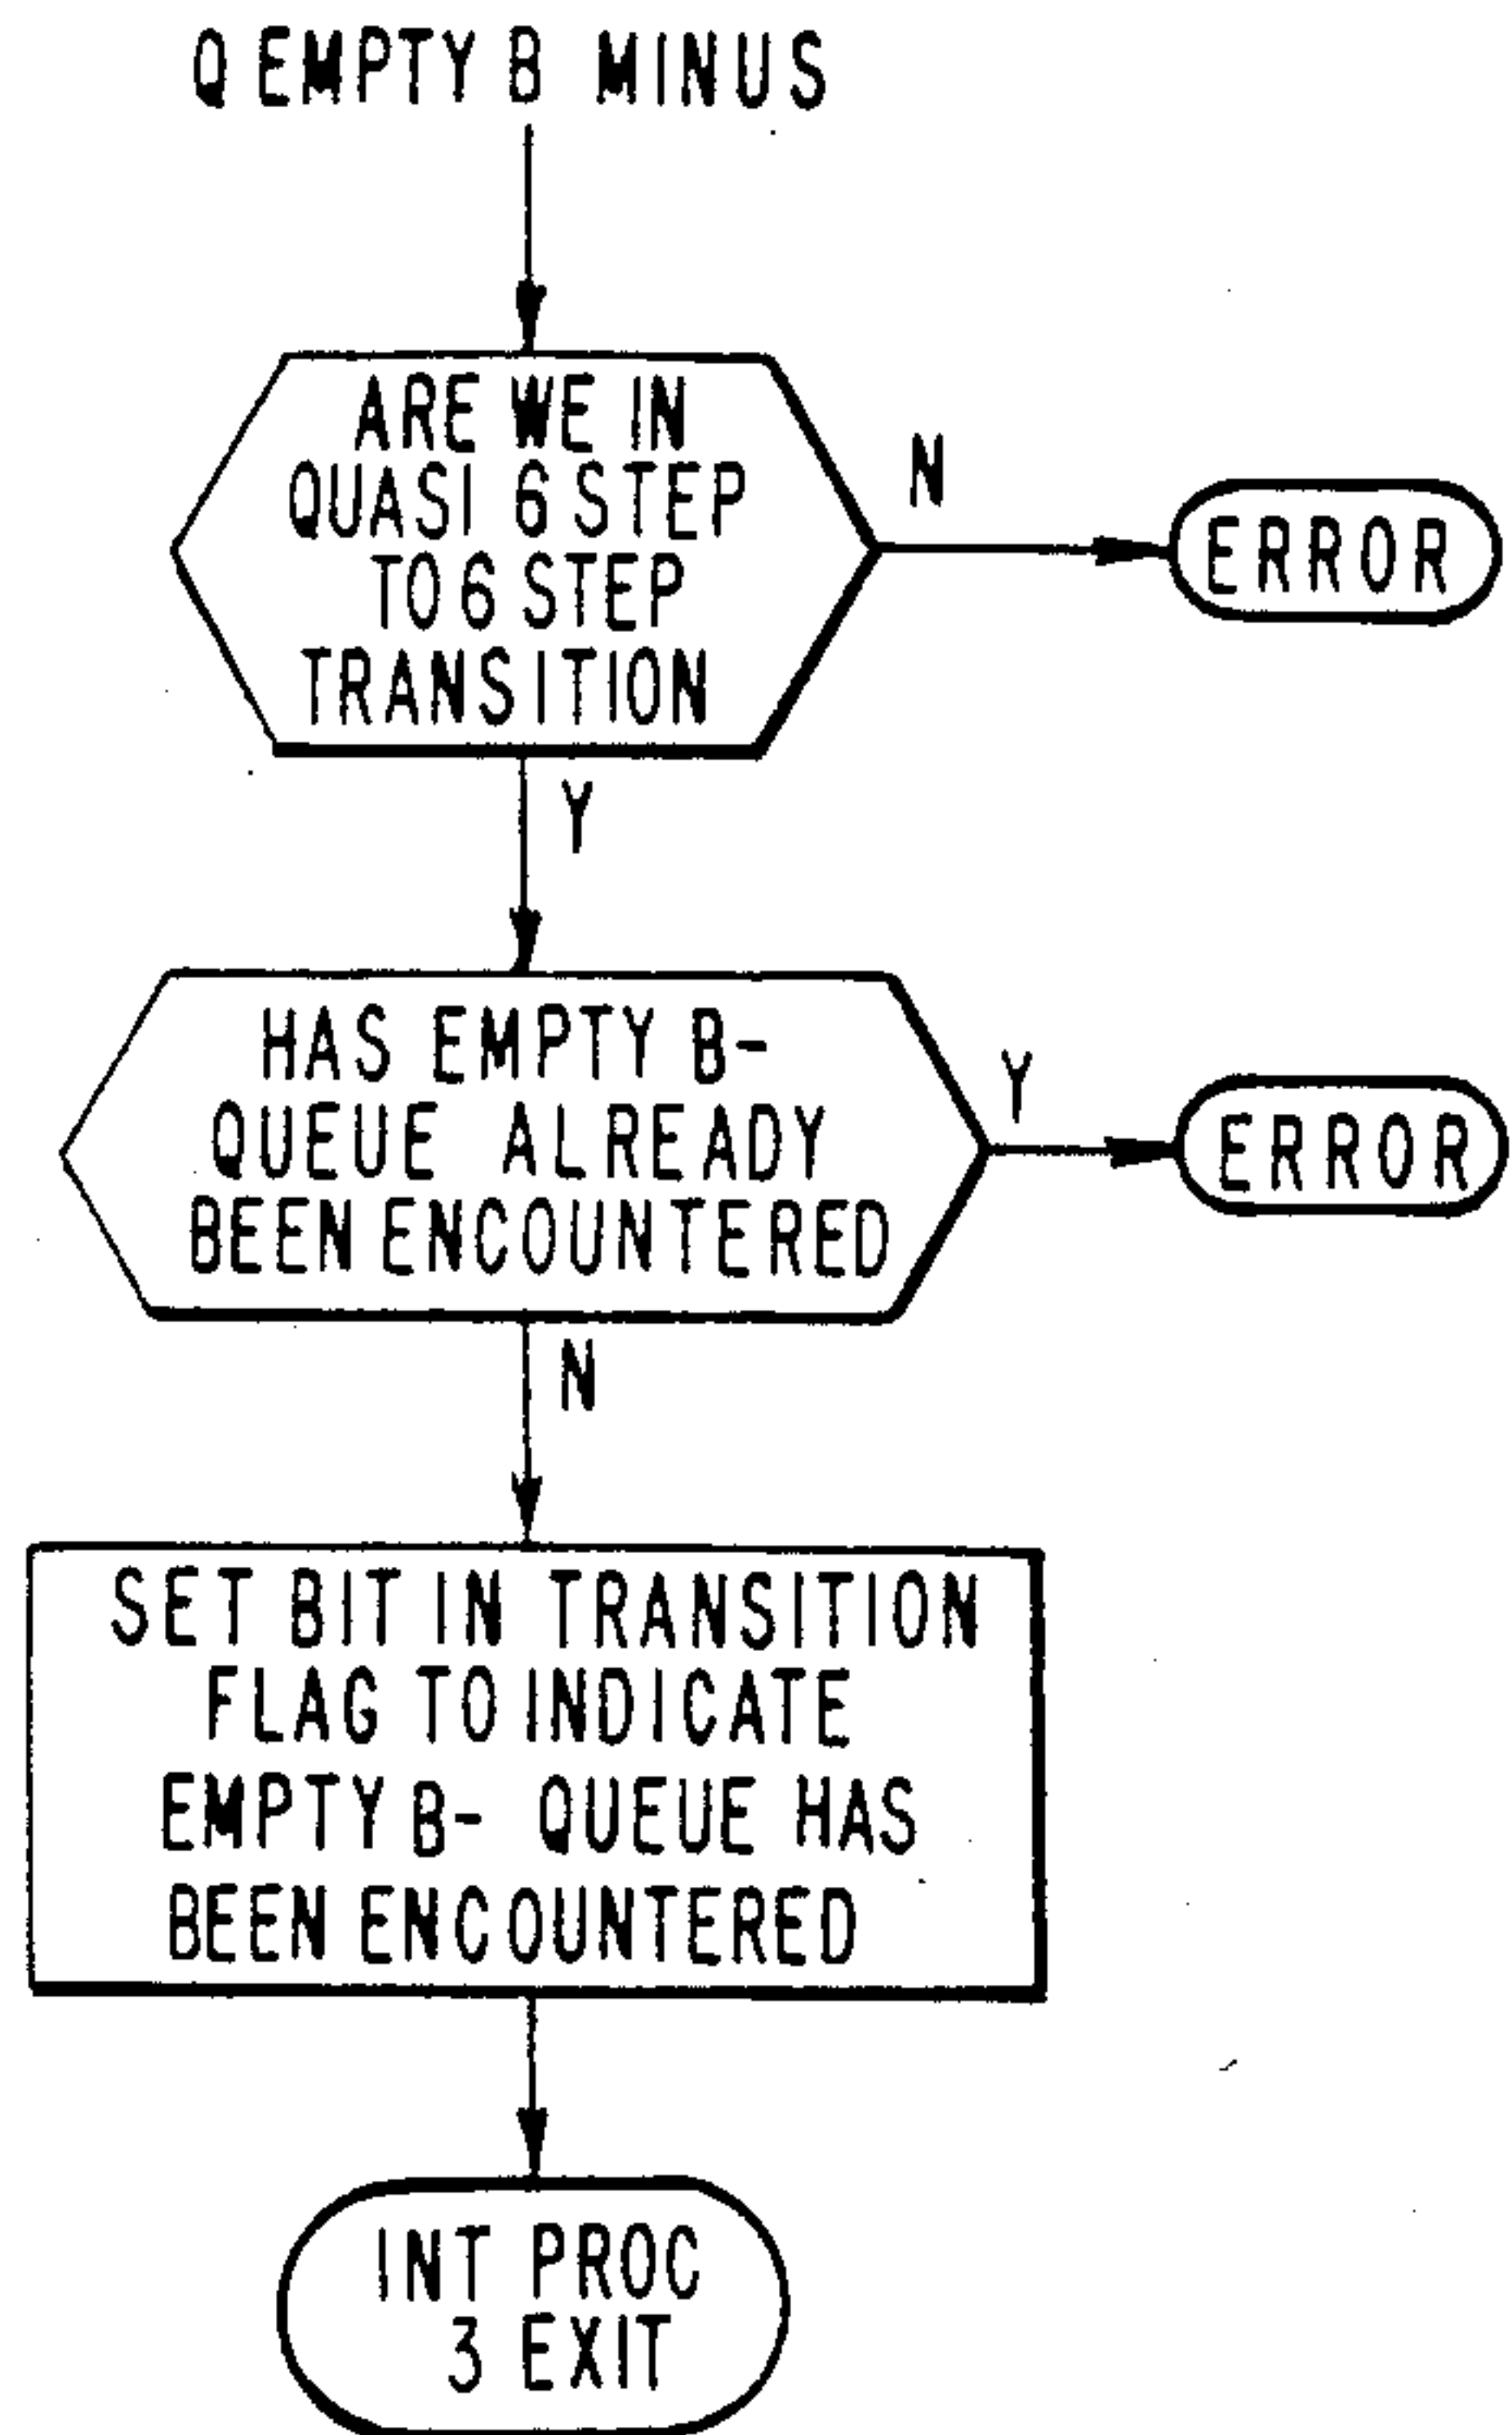 Q EMPTY B MINUS
ARE WE IN
QUASI 6 STEP
TO 6 STEP
TRANSITION
N
ERROR
Y
HAS EMPTY B-
QUEUE ALREADY
BEEN ENCOUNTERED
Y
ERROR
N
SET BIT IN TRANSITION
FLAG TO INDICATE
EMPTY B- QUEUE HAS
BEEN ENCOUNTERED
INT PROC
3 EXIT